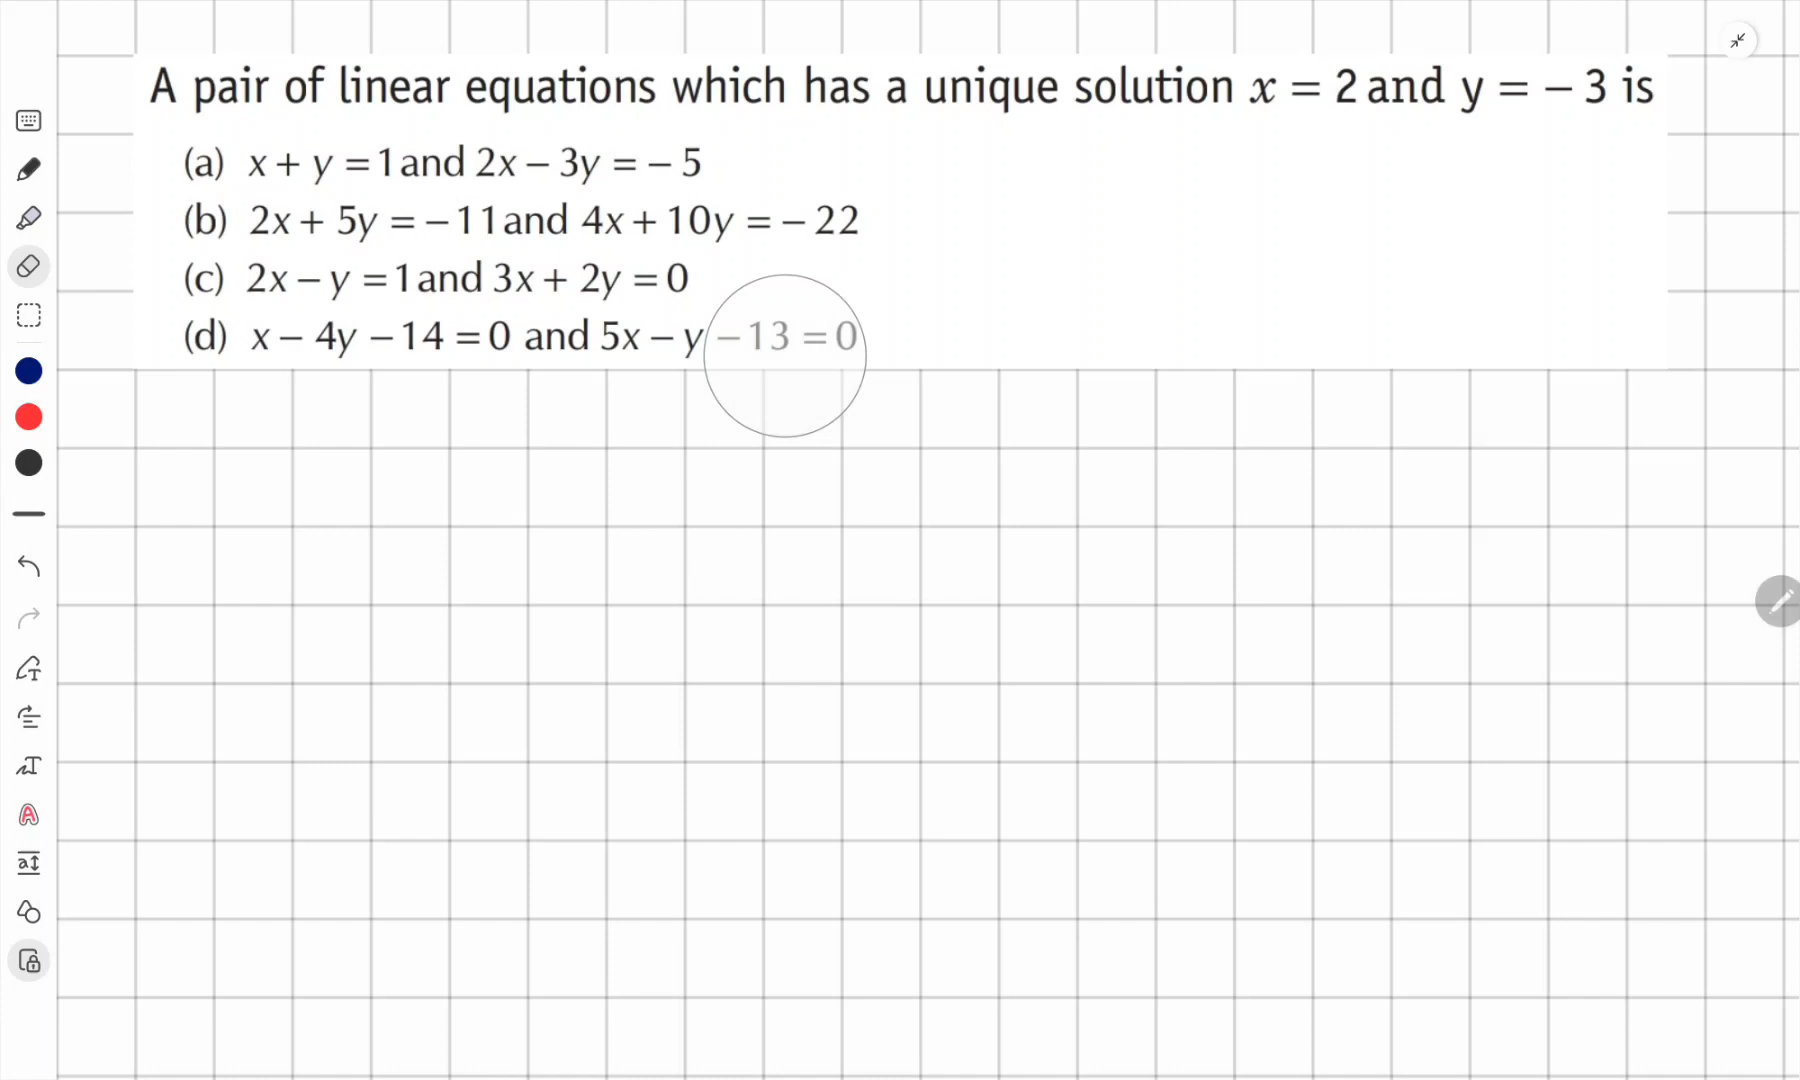 A pair of linear equations which has a unique solution x = 2 and y = – 3 is
(a) x + y = 1 and 2x – 3y = – 5
(b) 2x + 5y = – 11 and 4x + 10y = – 22
(c) 2x – y = 1 and 3x + 2y = 0
(d) x – 4y – 14 = 0 and 5x – y – 13 = 0